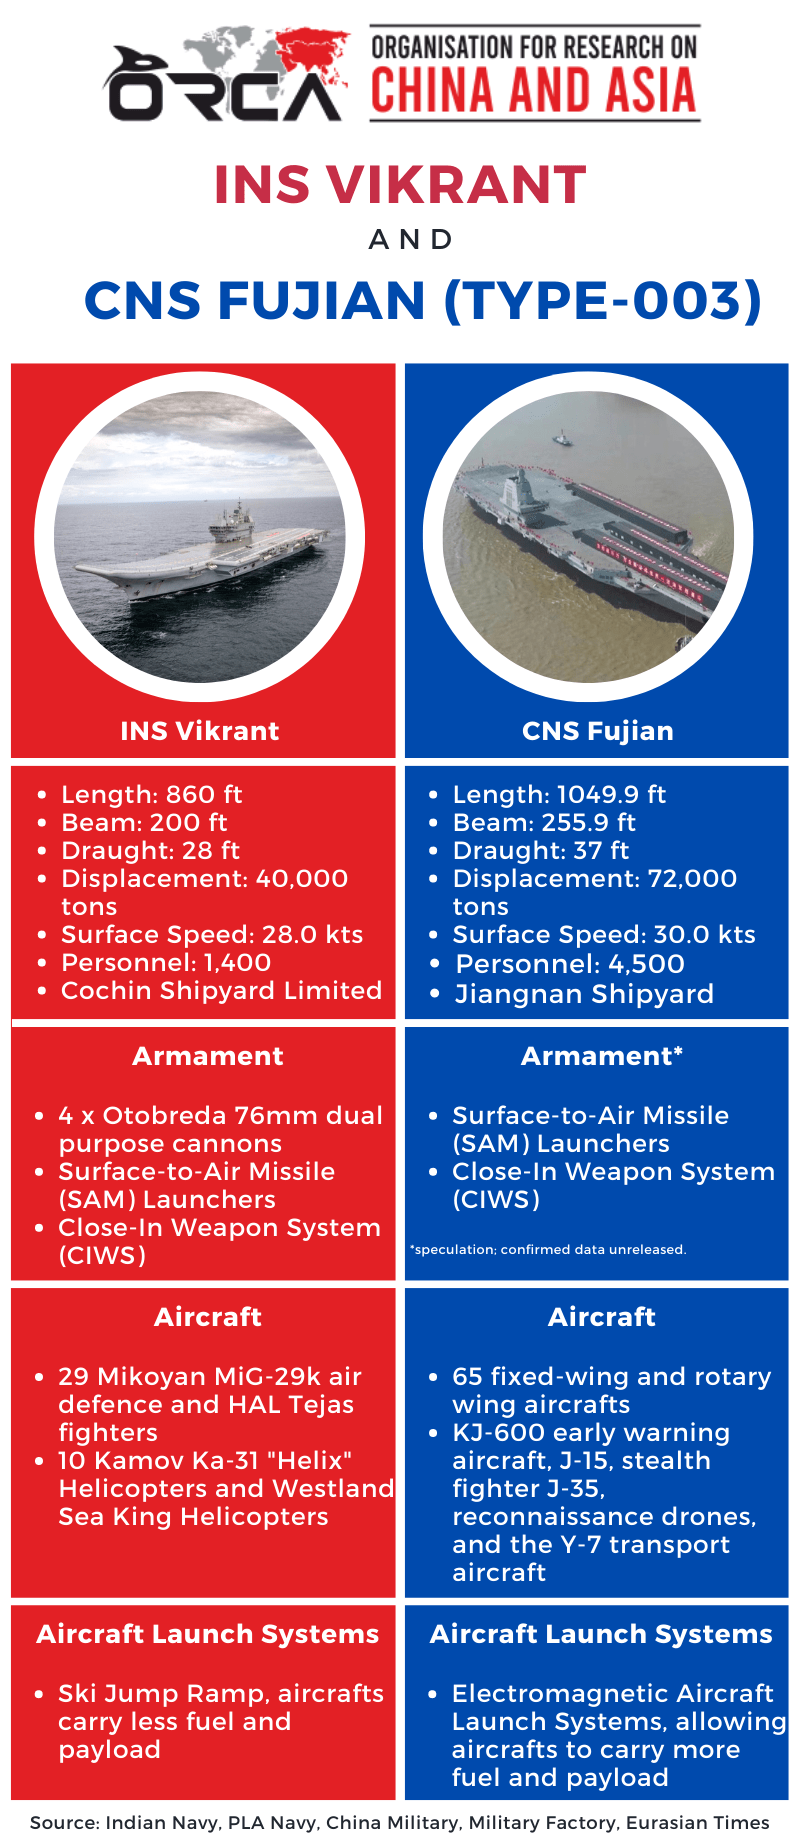 ORCA
ORGANISATION FOR RESEARCH ON
CHINA AND ASIA
INS VIKRANT
AND
CNS FUJIAN (TYPE-003)
INS Vikrant
• Length: 860 ft
• Beam: 200 ft
• Draught: 28 ft
• Displacement: 40,000
tons
• Surface Speed: 28.0 kts
• Personnel: 1,400
• Cochin Shipyard Limited
Armament
• 4 x Otobreda 76mm dual
purpose cannons
• Surface-to-Air Missile
(SAM) Launchers
• Close-In Weapon System
(CIWS)
Aircraft
• 29 Mikoyan MiG-29k air
defence and HAL Tejas
fighters
• 10 Kamov Ka-31 "Helix"
Helicopters and Westland
Sea King Helicopters
Aircraft Launch Systems
• Ski Jump Ramp, aircrafts
carry less fuel and
payload
CNS Fujian
• Length: 1049.9 ft
• Beam: 255.9 ft
• Draught: 37 ft
• Displacement: 72,000
tons
• Surface Speed: 30.0 kts
• Personnel: 4,500
• Jiangnan Shipyard
Armament*
• Surface-to-Air Missile
(SAM) Launchers
• Close-In Weapon System
(CIWS)
*speculation; confirmed data unreleased.
Aircraft
• 65 fixed-wing and rotary
wing aircrafts
• KJ-600 early warning
aircraft, J-15, stealth
fighter J-35,
reconnaissance drones,
and the Y-7 transport
aircraft
Aircraft Launch Systems
• Electromagnetic Aircraft
Launch Systems, allowing
aircrafts to carry more
fuel and payload
Source: Indian Navy, PLA Navy, China Military, Military Factory, Eurasian Times